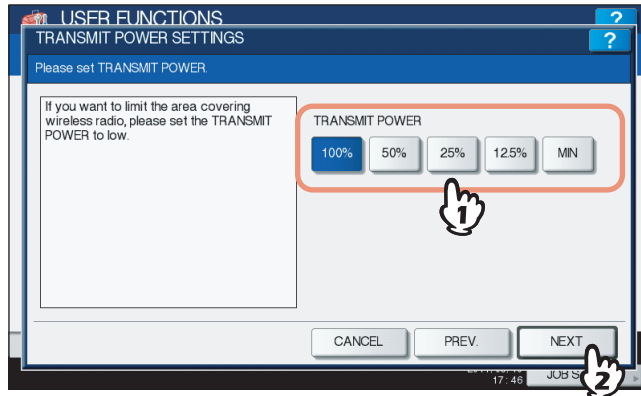 USER FUNCTIONS
?
TRANSMIT POWER SETTINGS
?
Please set TRANSMIT POWER.
If you want to limit the area covering
wireless radio, please set the TRANSMIT
POWER to low.
TRANSMIT POWER
100% 50% 25% 12.5% MIN
1
CANCEL PREV. NEXT
17:46
JOB S
2